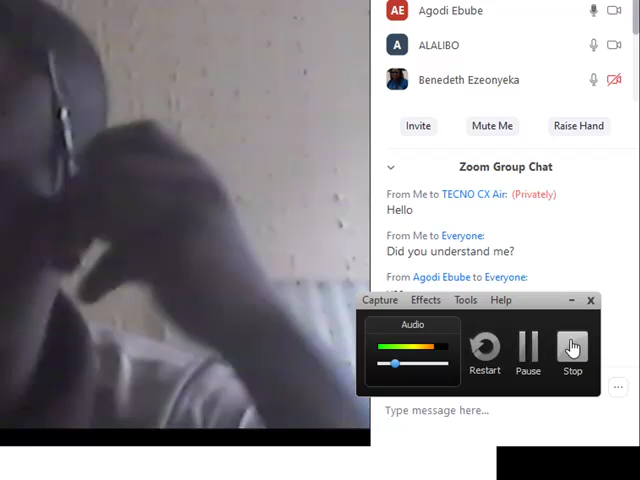 AE Agodi Ebube
A ALALIBO
Benedeth Ezeonyeka
Invite Mute Me Raise Hand
Zoom Group Chat
From Me to TECNO CX Air: (Privately)
Hello
From Me to Everyone:
Did you understand me?
From Agodi Ebube to Everyone:
Capture Effects Tools Help
Audio
Restart Pause Stop
Type message here...